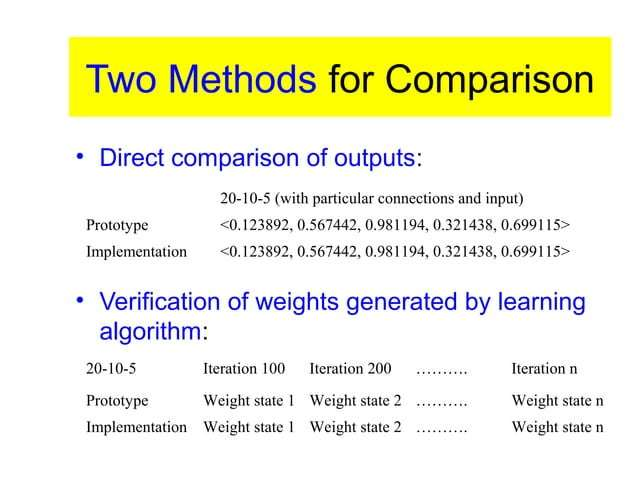 Two Methods for Comparison
• Direct comparison of outputs:
20-10-5 (with particular connections and input)
Prototype <0.123892, 0.567442, 0.981194, 0.321438, 0.699115>
Implementation <0.123892, 0.567442, 0.981194, 0.321438, 0.699115>
• Verification of weights generated by learning
algorithm:
20-10-5 Iteration 100 Iteration 200 ………. Iteration n
Prototype Weight state 1 Weight state 2 ………. Weight state n
Implementation Weight state 1 Weight state 2 ………. Weight state n